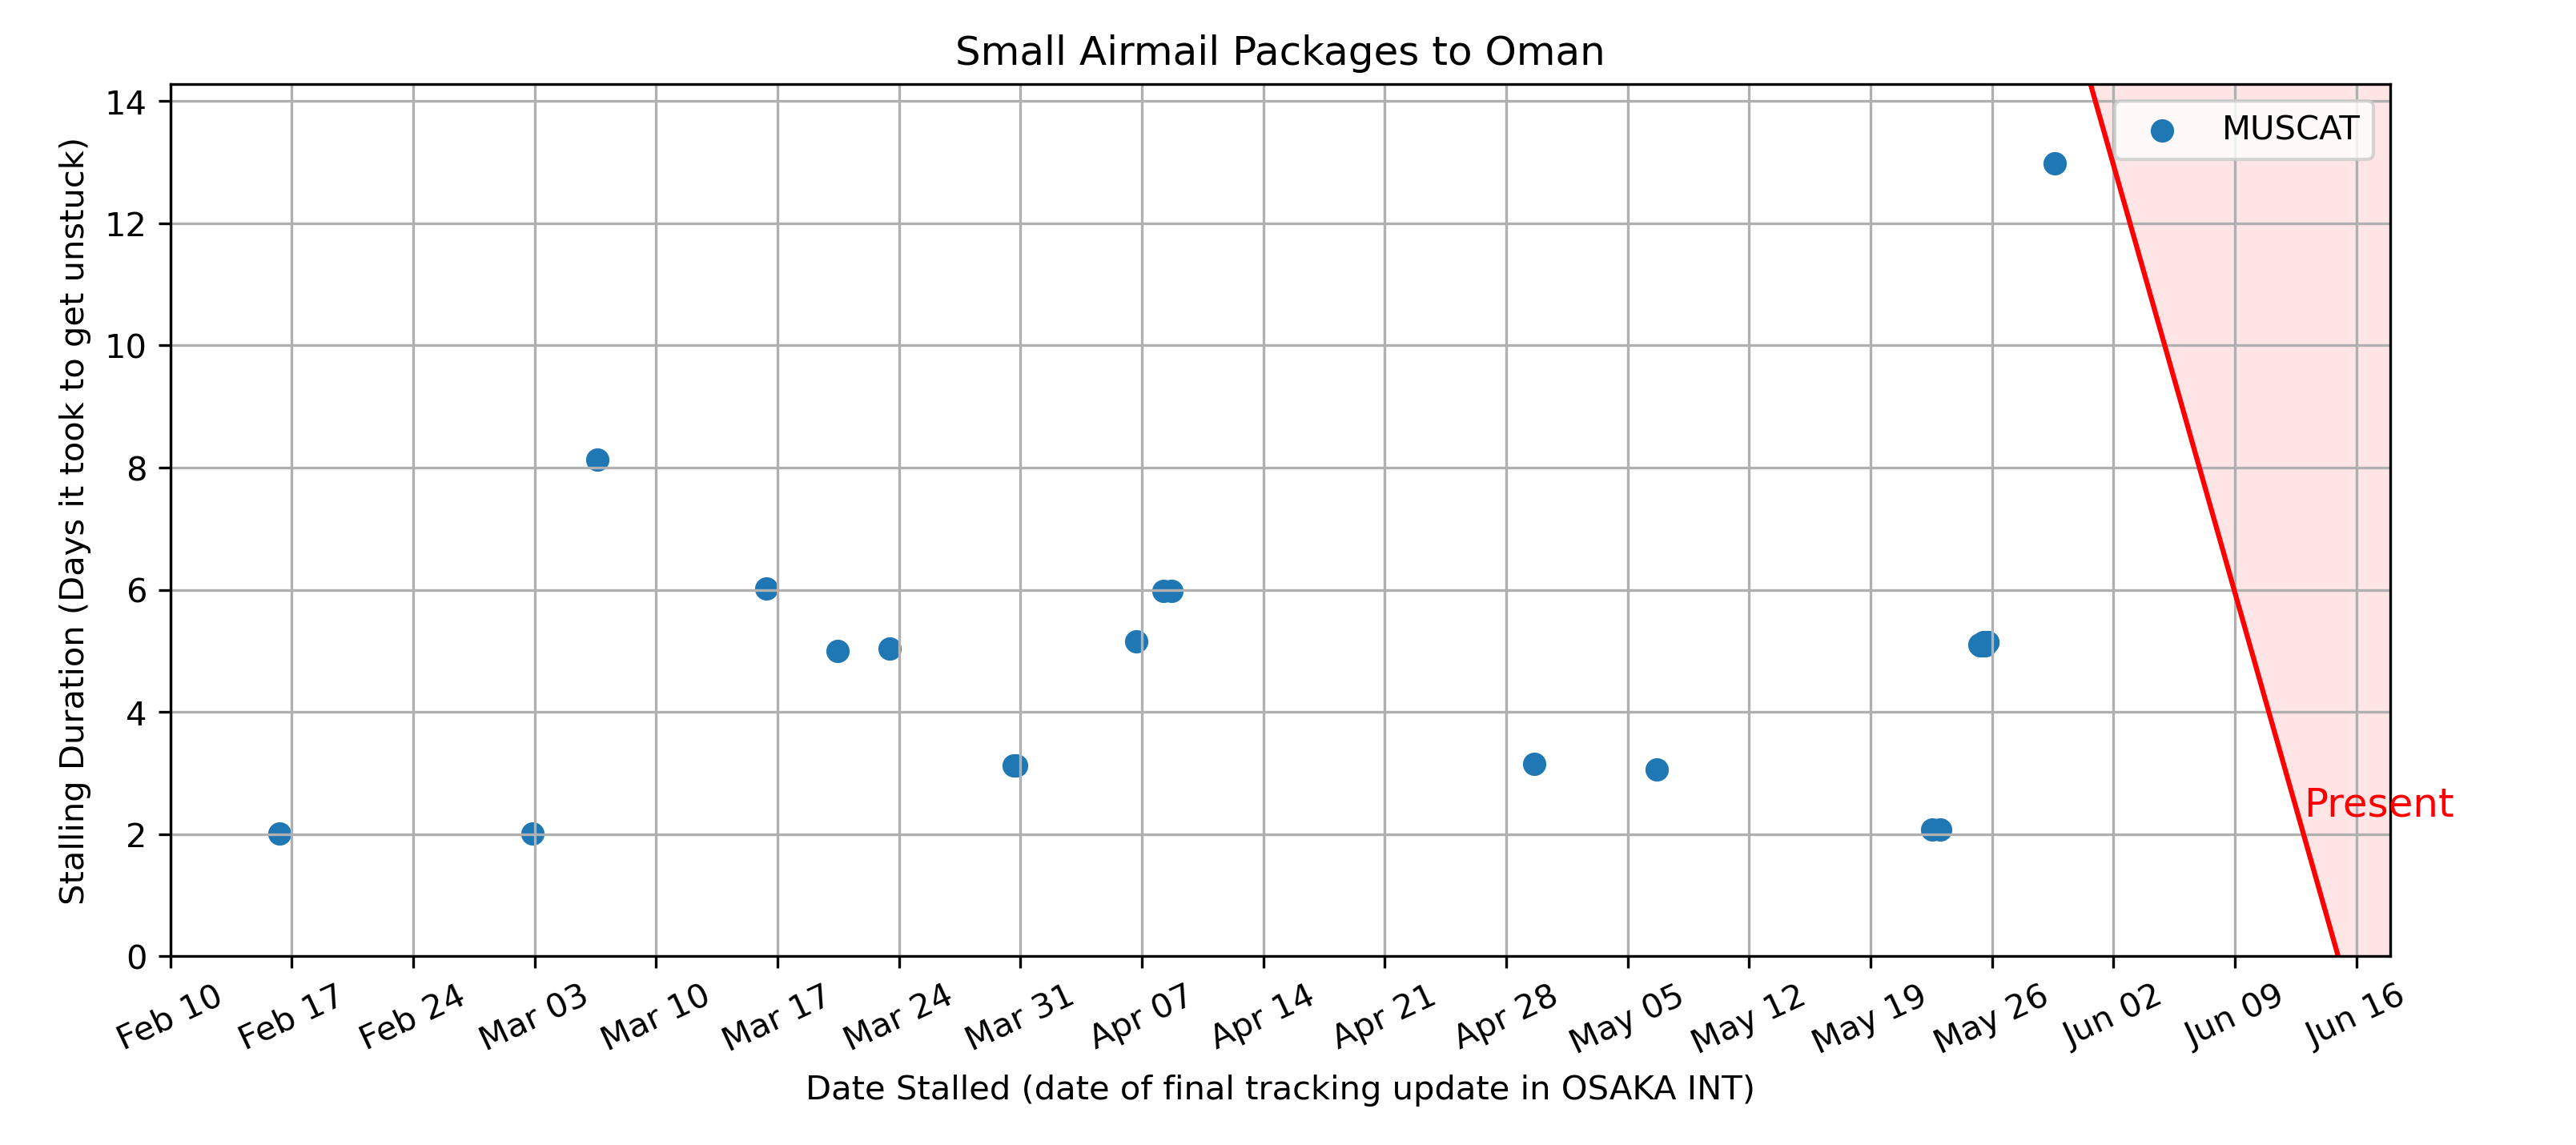 Small Airmail Packages to Oman
MUSCAT
Stalling Duration (Days it took to get unstuck)
14
12
10
8
6
4
2
0
Present
Feb 10 Feb 17 Feb 24 Mar 03 Mar 10 Mar 17 Mar 24 Mar 31 Apr 07 Apr 14 Apr 21 Apr 28 May 05 May 12 May 19 May 26 Jun 02 Jun 09 Jun 16
Date Stalled (date of final tracking update in OSAKA INT)